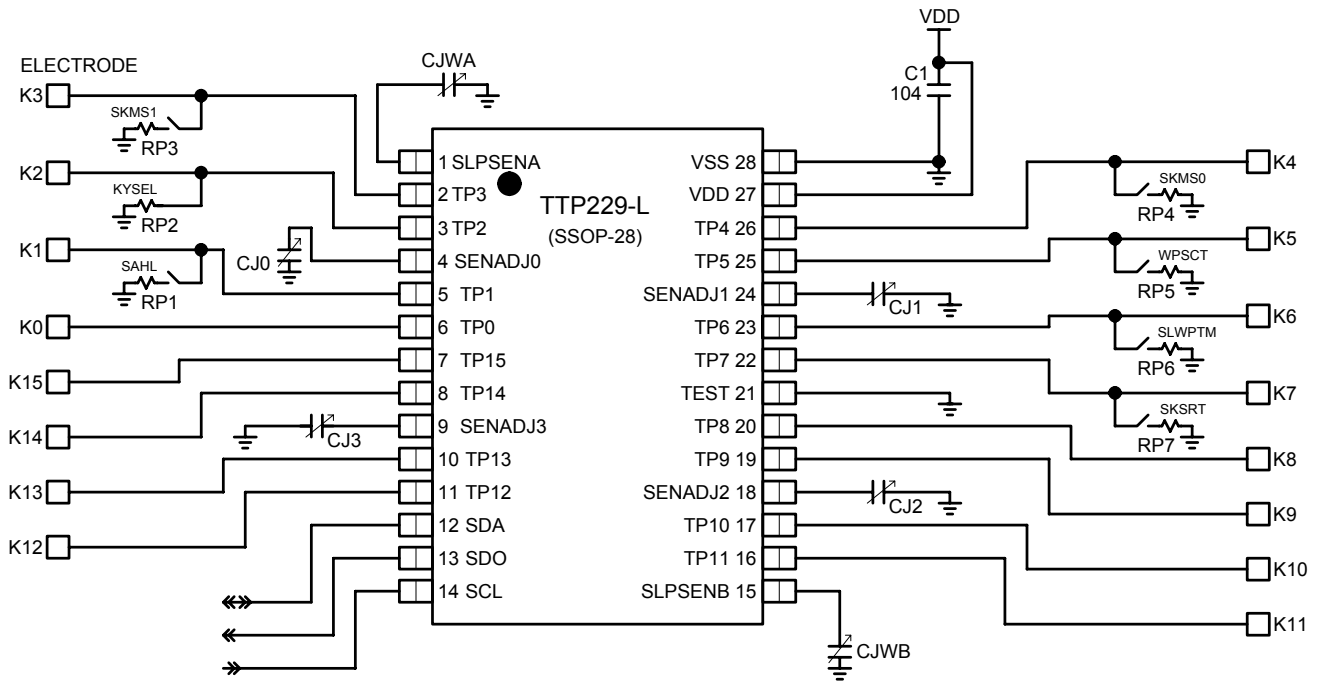 VDD
CJWA
ELECTRODE
C1
104
K3
SKMS1
RP3
1 SLPSENA
VSS 28
K4
K2
2 TP3
TTP229-L
VDD 27
SKMS0
KYSEL
RP2
3 TP2
(SSOP-28)
TP4 26
RP4
K1
CJ0
4 SENADJ0
TP5 25
K5
SAHL
WPSCT
RP1
5 TP1
SENADJ1 24
CJ1
RP5
K0
6 TP0
TP6 23
K6
SLWPTM
K15
7 TP15
TP7 22
RP6
8 TP14
TEST 21
K7
SKSRT
K14
CJ3
9 SENADJ3
TP8 20
RP7
10 TP13
TP9 19
K8
K13
11 TP12
SENADJ2 18
CJ2
K9
K12
12 SDA
TP10 17
13 SDO
TP11 16
K10
14 SCL
SLPSENB 15
K11
CJWB